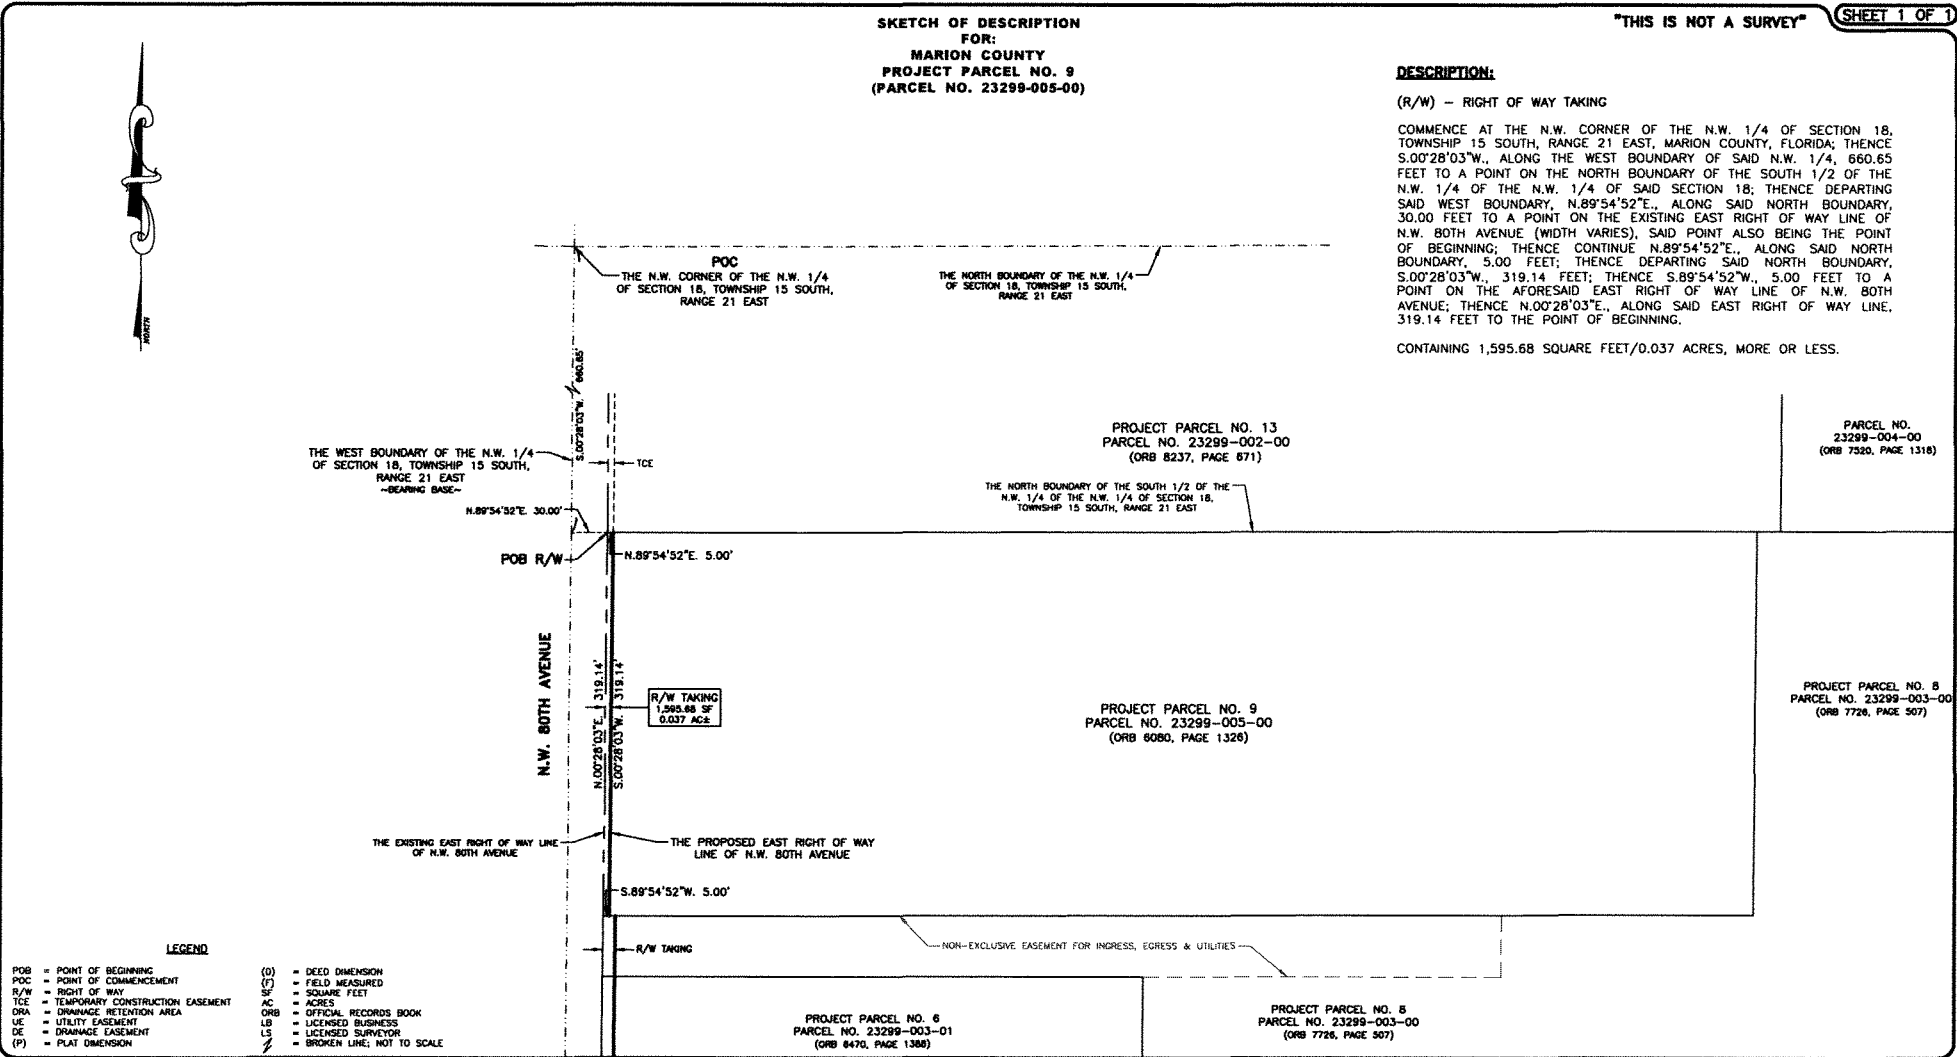 SKETCH OF DESCRIPTION
FOR:
MARION COUNTY
PROJECT PARCEL NO. 9
(PARCEL NO. 23299-005-00)
"THIS IS NOT A SURVEY"
SHEET 1 OF 1
DESCRIPTION:
(R/W) - RIGHT OF WAY TAKING
COMMENCE AT THE N.W. CORNER OF THE N.W. 1/4 OF SECTION 18,
TOWNSHIP 15 SOUTH, RANGE 21 EAST, MARION COUNTY, FLORIDA; THENCE
S.00°28'03"W., ALONG THE WEST BOUNDARY OF SAID N.W. 1/4, 660.65
FEET TO A POINT ON THE NORTH BOUNDARY OF THE SOUTH 1/2 OF THE
N.W. 1/4 OF THE N.W. 1/4 OF SAID SECTION 18; THENCE DEPARTING
SAID WEST BOUNDARY, N.89°54'52"E., ALONG SAID NORTH BOUNDARY,
30.00 FEET TO A POINT ON THE EXISTING EAST RIGHT OF WAY LINE OF
N.W. 80TH AVENUE (WIDTH VARIES), SAID POINT ALSO BEING THE POINT
OF BEGINNING; THENCE CONTINUE N.89°54'52"E., ALONG SAID NORTH
BOUNDARY, 5.00 FEET; THENCE DEPARTING SAID NORTH BOUNDARY,
S.00°28'03"W., 319.14 FEET; THENCE S.89°54'52"W., 5.00 FEET TO A
POINT ON THE AFORESAID EAST RIGHT OF WAY LINE OF N.W. 80TH
AVENUE; THENCE N.00°28'03"E., ALONG SAID EAST RIGHT OF WAY LINE,
319.14 FEET TO THE POINT OF BEGINNING.
CONTAINING 1,595.68 SQUARE FEET/0.037 ACRES, MORE OR LESS.
NORTH
POC
THE N.W. CORNER OF THE N.W. 1/4
OF SECTION 18, TOWNSHIP 15 SOUTH,
RANGE 21 EAST
THE NORTH BOUNDARY OF THE N.W. 1/4
OF SECTION 18, TOWNSHIP 15 SOUTH,
RANGE 21 EAST
S.00°28'03"W. 660.65'
THE WEST BOUNDARY OF THE N.W. 1/4
OF SECTION 18, TOWNSHIP 15 SOUTH,
RANGE 21 EAST
~BEARING BASE~
TCE
PROJECT PARCEL NO. 13
PARCEL NO. 23299-002-00
(ORB 8237, PAGE 671)
PARCEL NO.
23299-004-00
(ORB 7520, PAGE 1318)
THE NORTH BOUNDARY OF THE SOUTH 1/2 OF THE
N.W. 1/4 OF THE N.W. 1/4 OF SECTION 18,
TOWNSHIP 15 SOUTH, RANGE 21 EAST
N.89°54'52"E. 30.00'
POB R/W
N.89°54'52"E. 5.00'
N.W. 80TH AVENUE
N.00°28'03"E. 319.14'
S.00°28'03"W. 319.14'
R/W TAKING
1,595.68 SF
0.037 AC±
PROJECT PARCEL NO. 9
PARCEL NO. 23299-005-00
(ORB 6080, PAGE 1326)
PROJECT PARCEL NO. 8
PARCEL NO. 23299-003-00
(ORB 7726, PAGE 507)
THE EXISTING EAST RIGHT OF WAY LINE
OF N.W. 80TH AVENUE
THE PROPOSED EAST RIGHT OF WAY
LINE OF N.W. 80TH AVENUE
S.89°54'52"W. 5.00'
R/W TAKING
NON-EXCLUSIVE EASEMENT FOR INGRESS, EGRESS & UTILITIES
PROJECT PARCEL NO. 6
PARCEL NO. 23299-003-01
(ORB 6470, PAGE 1388)
PROJECT PARCEL NO. 8
PARCEL NO. 23299-003-00
(ORB 7726, PAGE 507)
LEGEND
POB = POINT OF BEGINNING
POC = POINT OF COMMENCEMENT
R/W = RIGHT OF WAY
TCE = TEMPORARY CONSTRUCTION EASEMENT
DRA = DRAINAGE RETENTION AREA
UE = UTILITY EASEMENT
DE = DRAINAGE EASEMENT
(P) = PLAT DIMENSION
(D) = DEED DIMENSION
(F) = FIELD MEASURED
SF = SQUARE FEET
AC = ACRES
ORB = OFFICIAL RECORDS BOOK
LB = LICENSED BUSINESS
LS = LICENSED SURVEYOR
= BROKEN LINE; NOT TO SCALE